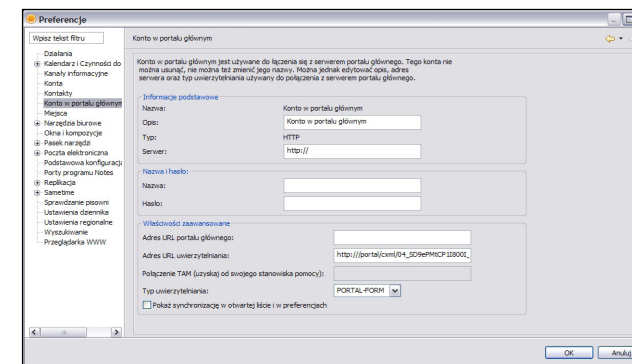 Preferencje
Wpisz tekst filtru
Konto w portalu głównym
Działania
Kalendarz i Czynności do
Kanały informacyjne
Konta
Kontakty
Konto w portalu głównym
Miejsca
Narzędzia biurowe
Okna i kompozycje
Pasek narzędzi
Poczta elektroniczna
Podstawowa konfiguracja
Porty programu Notes
Replikacja
Sametime
Sprawdzanie pisowni
Ustawienia dziennika
Ustawienia regionalne
Wyszukiwanie
Przeglądarka WWW
Konto w portalu głównym jest używane do łączenia się z serwerem portalu głównego. Tego konta nie
można usunąć, nie można też zmienić jego nazwy. Można jednak edytować opis, adres
serwera oraz typ uwierzytelniania używany do połączenia z serwerem portalu głównego.
Informacje podstawowe
Nazwa: Konto w portalu głównym
Opis: Konto w portalu głównym
Typ: HTTP
Serwer: http://
Nazwa i hasło:
Nazwa:
Hasło:
Właściwości zaawansowane
Adres URL portalu głównego:
Adres URL uwierzytelniania: http:///portal/cxml/04_SD9ePMtCP1I800I_
Połączenie TAM (uzyskaj od swojego stanowiska pomocy):
Typ uwierzytelniania: PORTAL-FORM
Pokaż synchronizację w otwartej liście i w preferencjach
OK
Anuluj